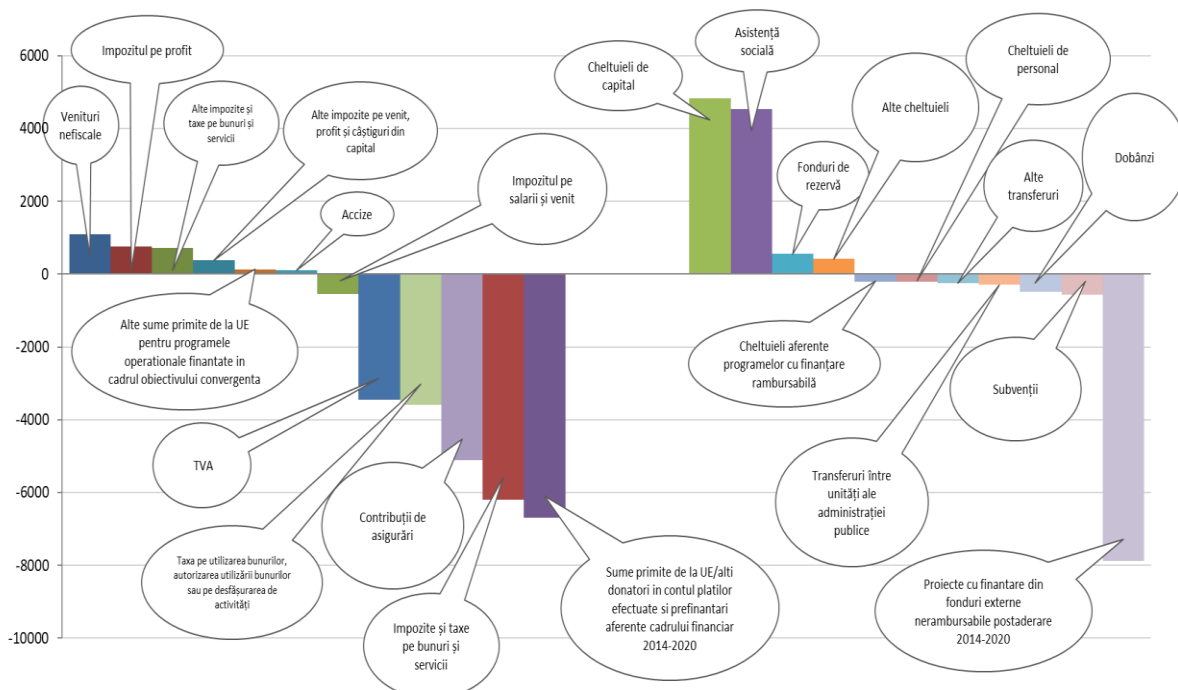 6000
4000
2000
0
-2000
-4000
-6000
-8000
-10000
Venituri
nefiscale
Impozitul pe profit
Alte impozite și
taxe pe bunuri și
servicii
Alte impozite pe venit,
profit și câștiguri din
capital
Accize
Impozitul pe
salarii și venit
Alte sume primite de la UE
pentru programele
operationale finantate in
cadrul obiectivului convergenta
TVA
Taxa pe utilizarea bunurilor,
autorizarea utilizării bunurilor
sau pe desfășurarea de
activități
Contribuții de
asigurări
Impozite și taxe
pe bunuri și
servicii
Sume primite de la UE/alti
donatori in contul platilor
efectuate si prefinantari
aferente cadrului financiar
2014-2020
Cheltuieli de
capital
Asistență
socială
Fonduri de
rezervă
Alte cheltuieli
Cheltuieli de
personal
Alte
transferuri
Dobânzi
Cheltuieli aferente
programelor cu finanțare
rambursabilă
Transferuri între
unități ale
administrației
publice
Subvenții
Proiecte cu finantare din
fonduri externe
nerambursabile postaderare
2014-2020